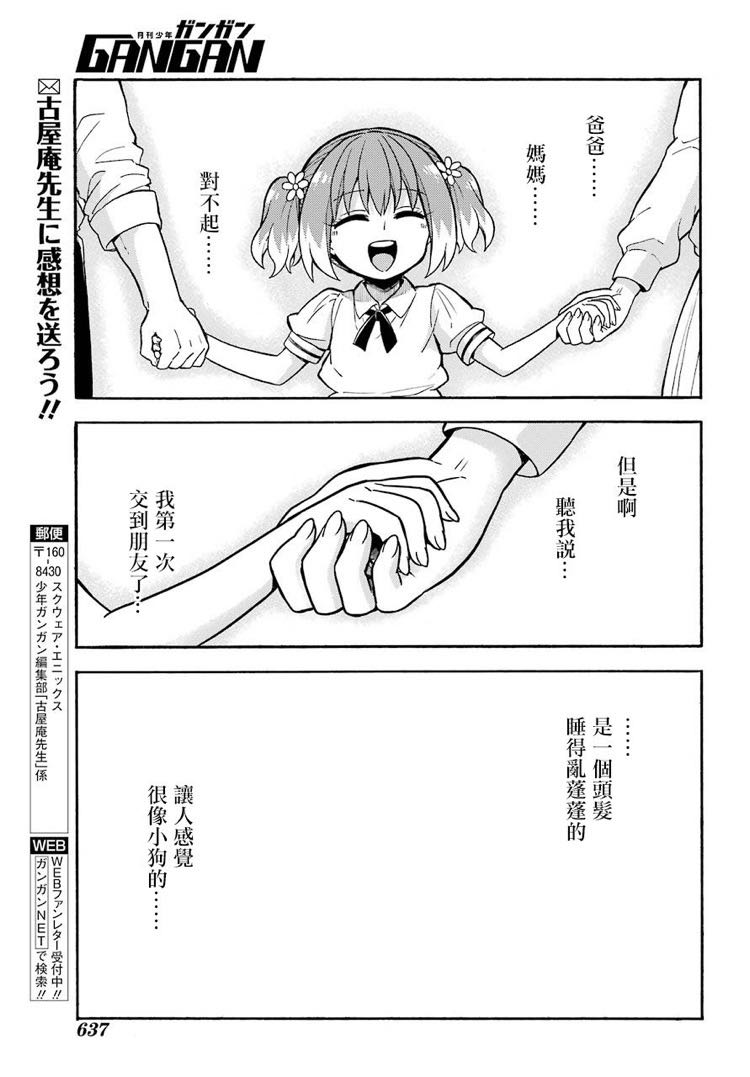 月刊少年
ガンガン
GANGAN
爸爸……
媽媽……
對不起……
但是啊
聽我說…
我第一次
交到朋友了…
……
是一個頭髮
睡得亂蓬蓬的
讓人感覺
很像小狗的……
古屋庵先生に感想を送ろう!!
郵便
〒160-8430 スクウェア・エニックス
少年ガンガン編集部「古屋庵先生」係
WEB
WEBファンレター受付中!!
ガンガンNETで検索!!
637